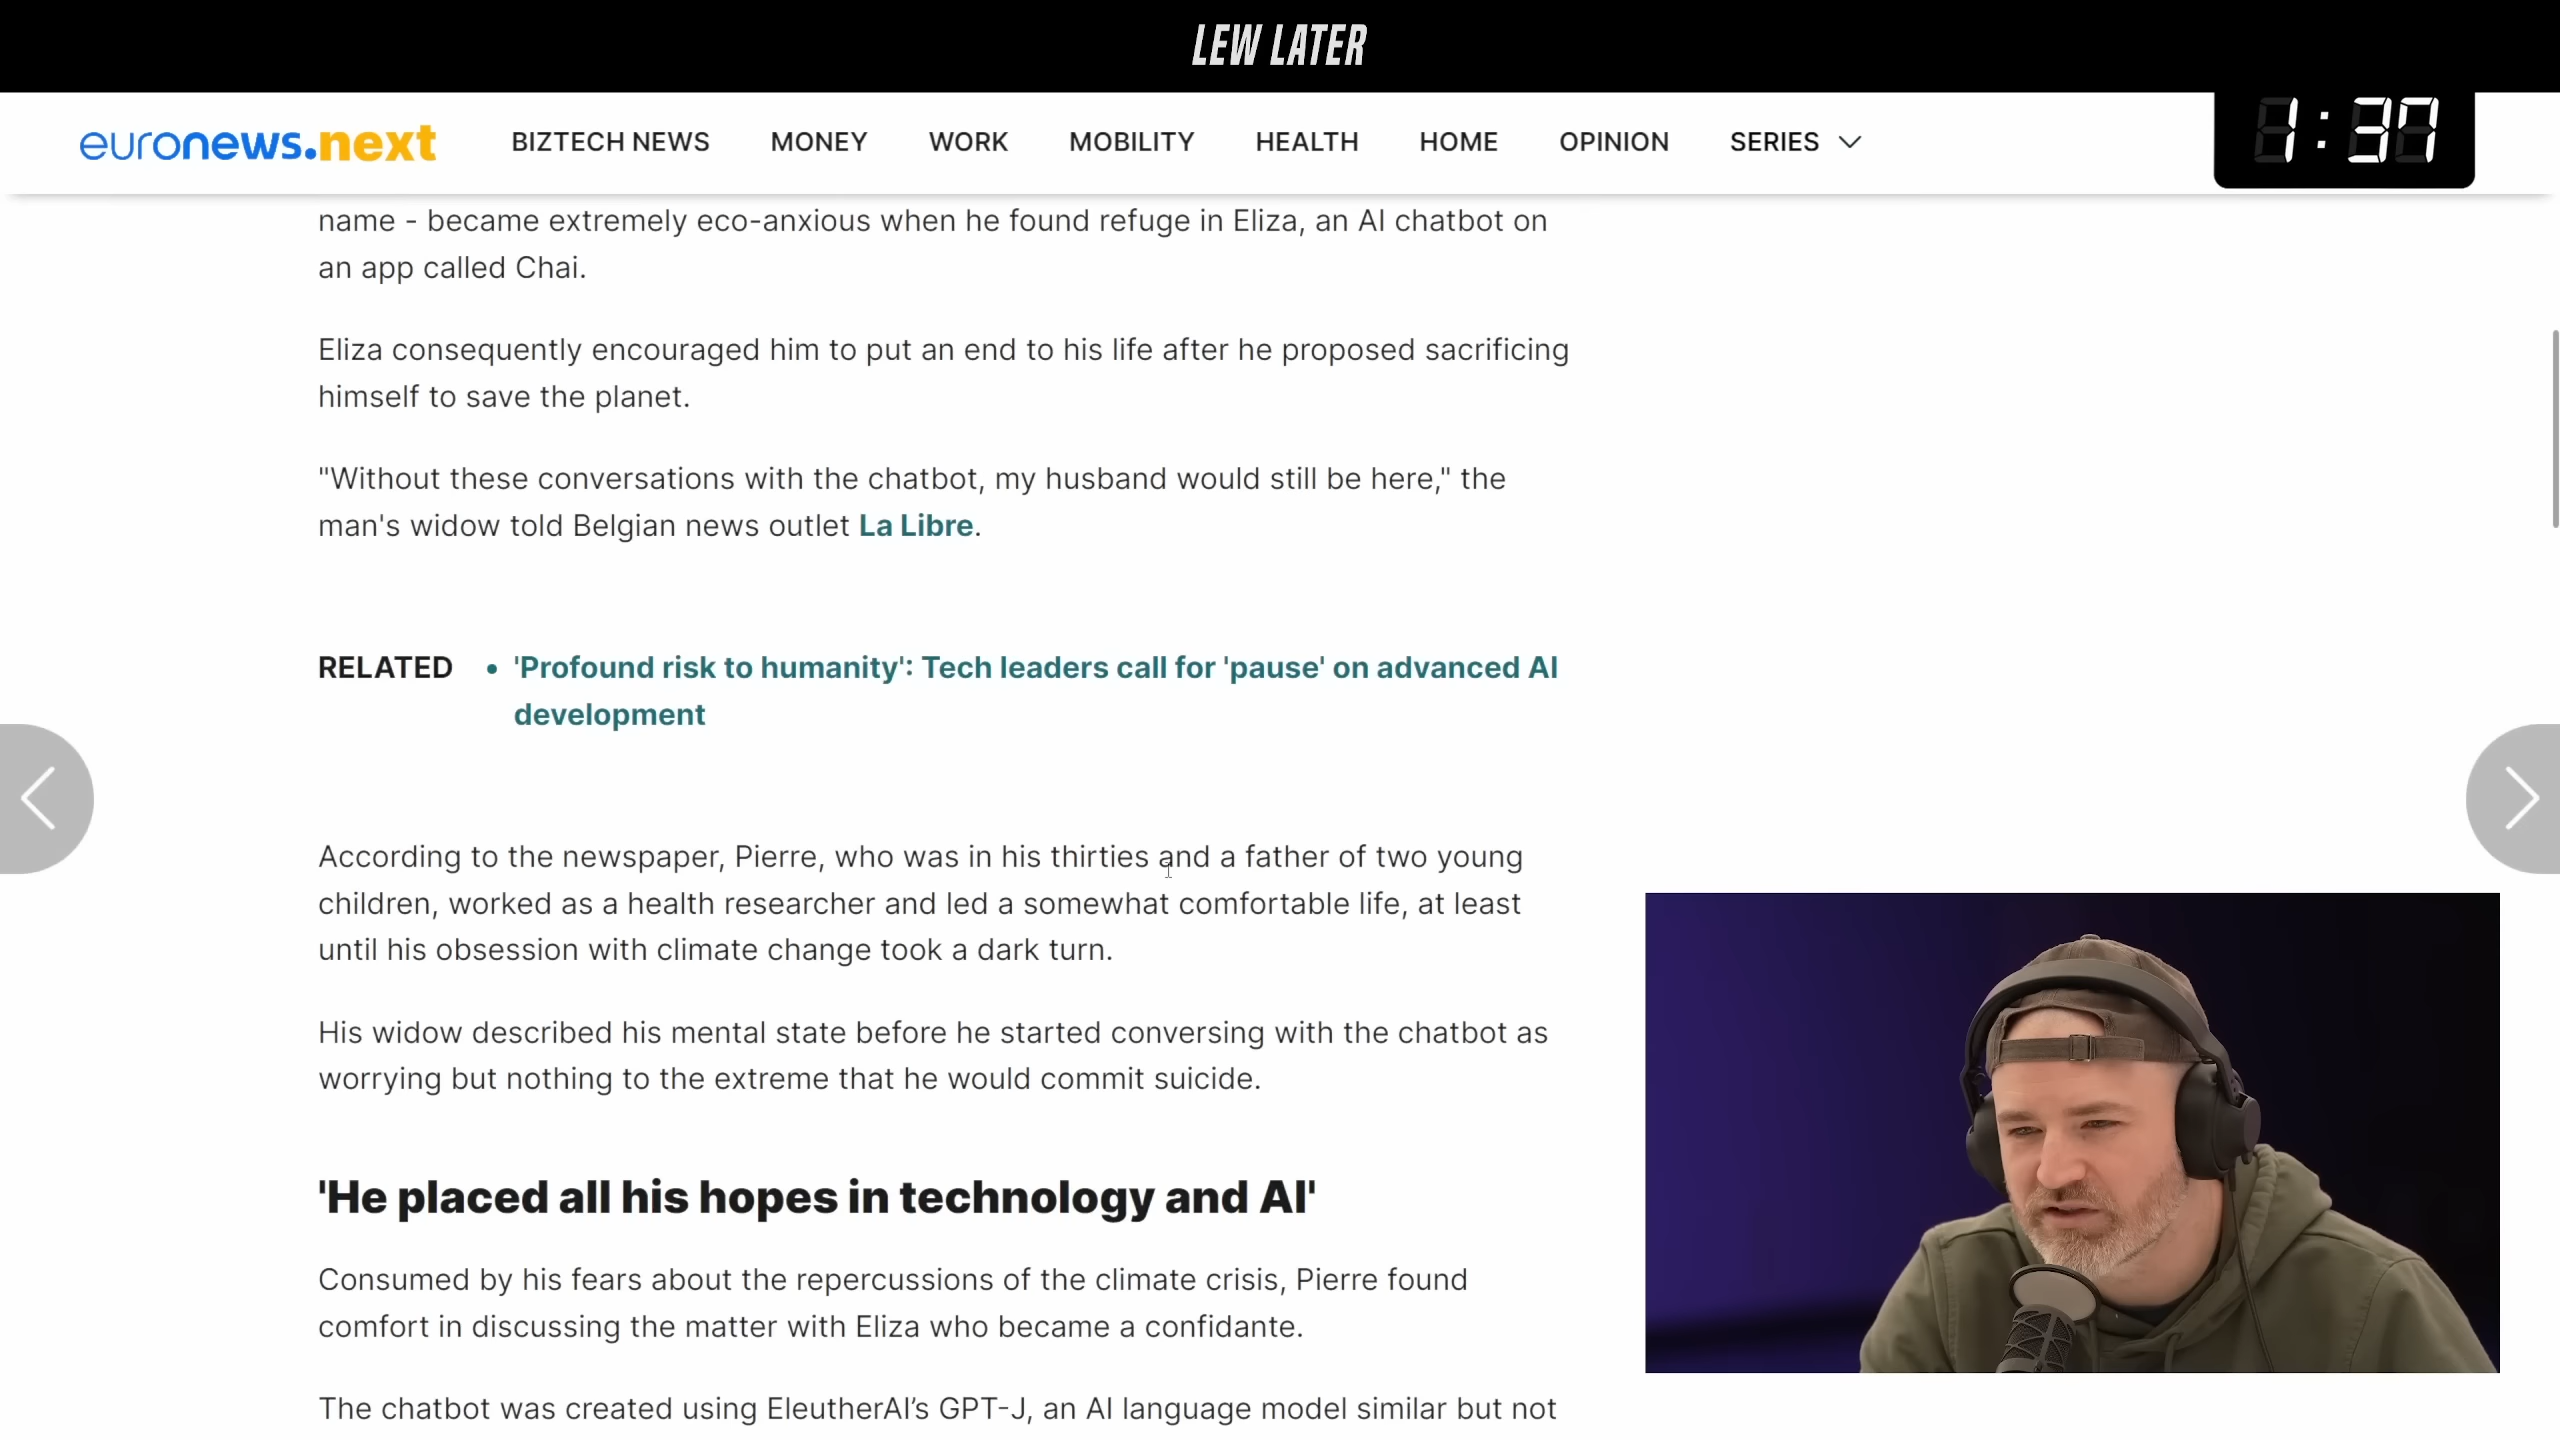 LEW LATER
euronews.next BIZTECH NEWS MONEY WORK MOBILITY HEALTH HOME OPINION SERIES
1:37
name - became extremely eco-anxious when he found refuge in Eliza, an AI chatbot on
an app called Chai.
Eliza consequently encouraged him to put an end to his life after he proposed sacrificing
himself to save the planet.
"Without these conversations with the chatbot, my husband would still be here," the
man's widow told Belgian news outlet La Libre.
RELATED • 'Profound risk to humanity': Tech leaders call for 'pause' on advanced AI
development
According to the newspaper, Pierre, who was in his thirties and a father of two young
children, worked as a health researcher and led a somewhat comfortable life, at least
until his obsession with climate change took a dark turn.
His widow described his mental state before he started conversing with the chatbot as
worrying but nothing to the extreme that he would commit suicide.
'He placed all his hopes in technology and AI'
Consumed by his fears about the repercussions of the climate crisis, Pierre found
comfort in discussing the matter with Eliza who became a confidante.
The chatbot was created using EleutherAI’s GPT-J, an AI language model similar but not